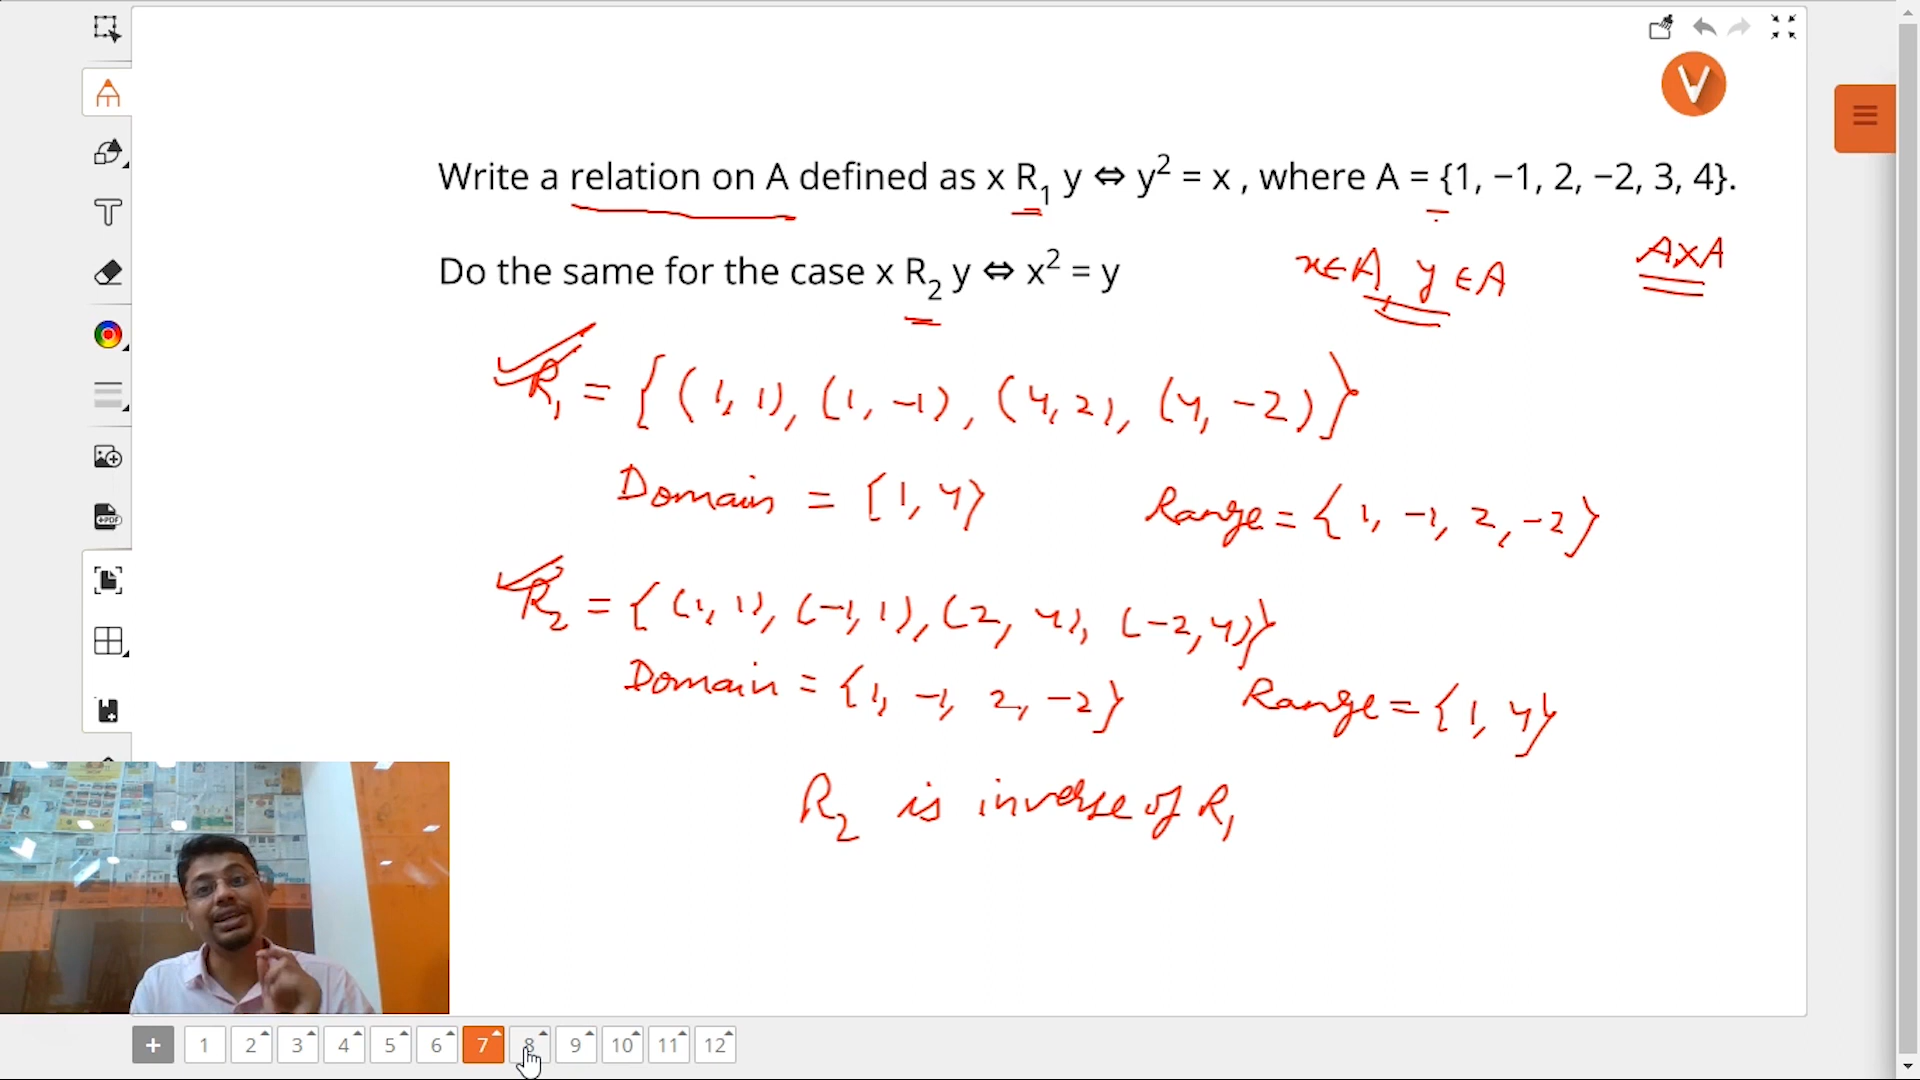 Write a relation on A defined as x R₁ y ⇔ y² = x , where A = {1, −1, 2, −2, 3, 4}.
A×A
Do the same for the case x R₂ y ⇔ x² = y
x∈A, y∈A
R₁ = {(1, 1), (1, -1), (4, 2), (4, -2)}
Domain = {1, 4}
Range = {1, -1, 2, -2}
R₂ = {(1, 1), (-1, 1), (2, 4), (-2, 4)}
Domain = {1, -1, 2, -2}
Range = {1, 4}
R₂ is inverse of R₁
+ 1 2 3 4 5 6 7 8 9 10 11 12